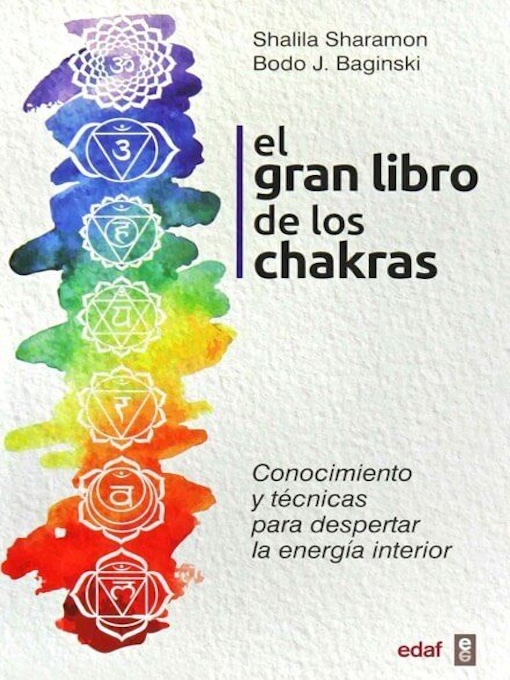 Shalila Sharamon
Bodo J. Baginski
el
gran libro
de los
chakras
Conocimiento
y técnicas
para despertar
la energía interior
edaf
ॐ
हं
यं
रं
वं
लं